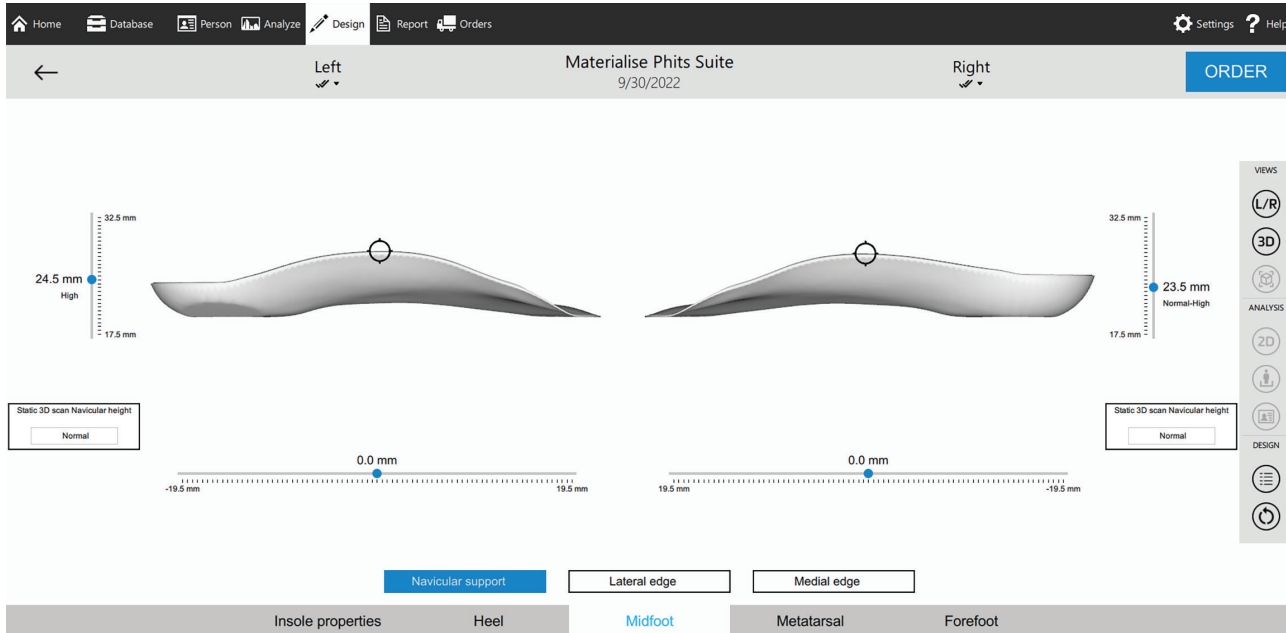 Home Database Person Analyze Design Report Orders Settings ? Help
Left Materialise Phits Suite Right ORDER
9/30/2022
VIEWS
L/R
3D
32.5 mm 32.5 mm
24.5 mm 23.5 mm
High Normal-High
17.5 mm 17.5 mm
ANALYSIS
2D
Static 3D scan Navicular height Static 3D scan Navicular height
Normal Normal
DESIGN
0.0 mm 0.0 mm
-19.5 mm 19.5 mm 19.5 mm -19.5 mm
Navicular support Lateral edge Medial edge
Insole properties Heel Midfoot Metatarsal Forefoot